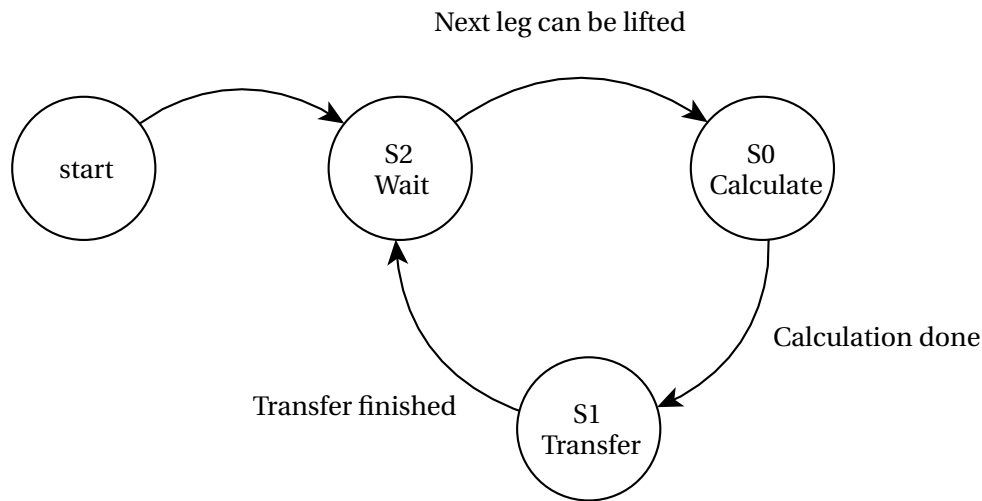 Next leg can be lifted
start
S2
Wait
S0
Calculate
Calculation done
Transfer finished
S1
Transfer